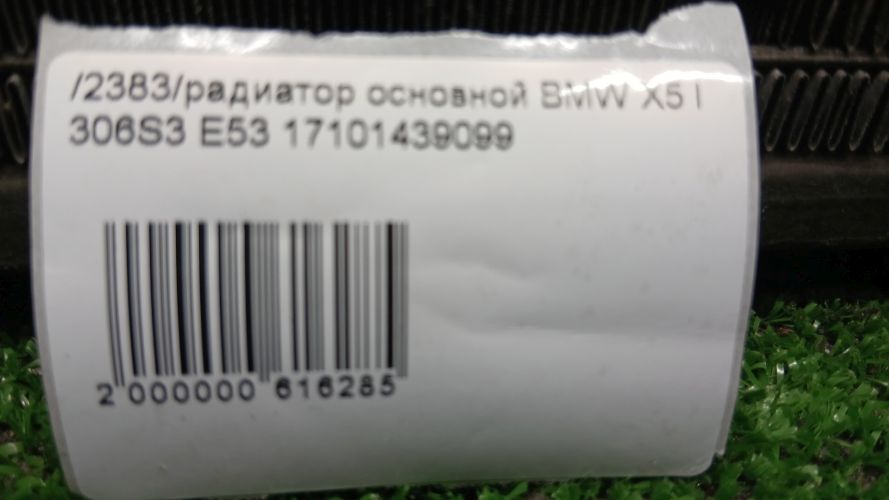 /2383/радиатор основной BMW X5 I
306S3 E53 17101439099
2 000000 616285